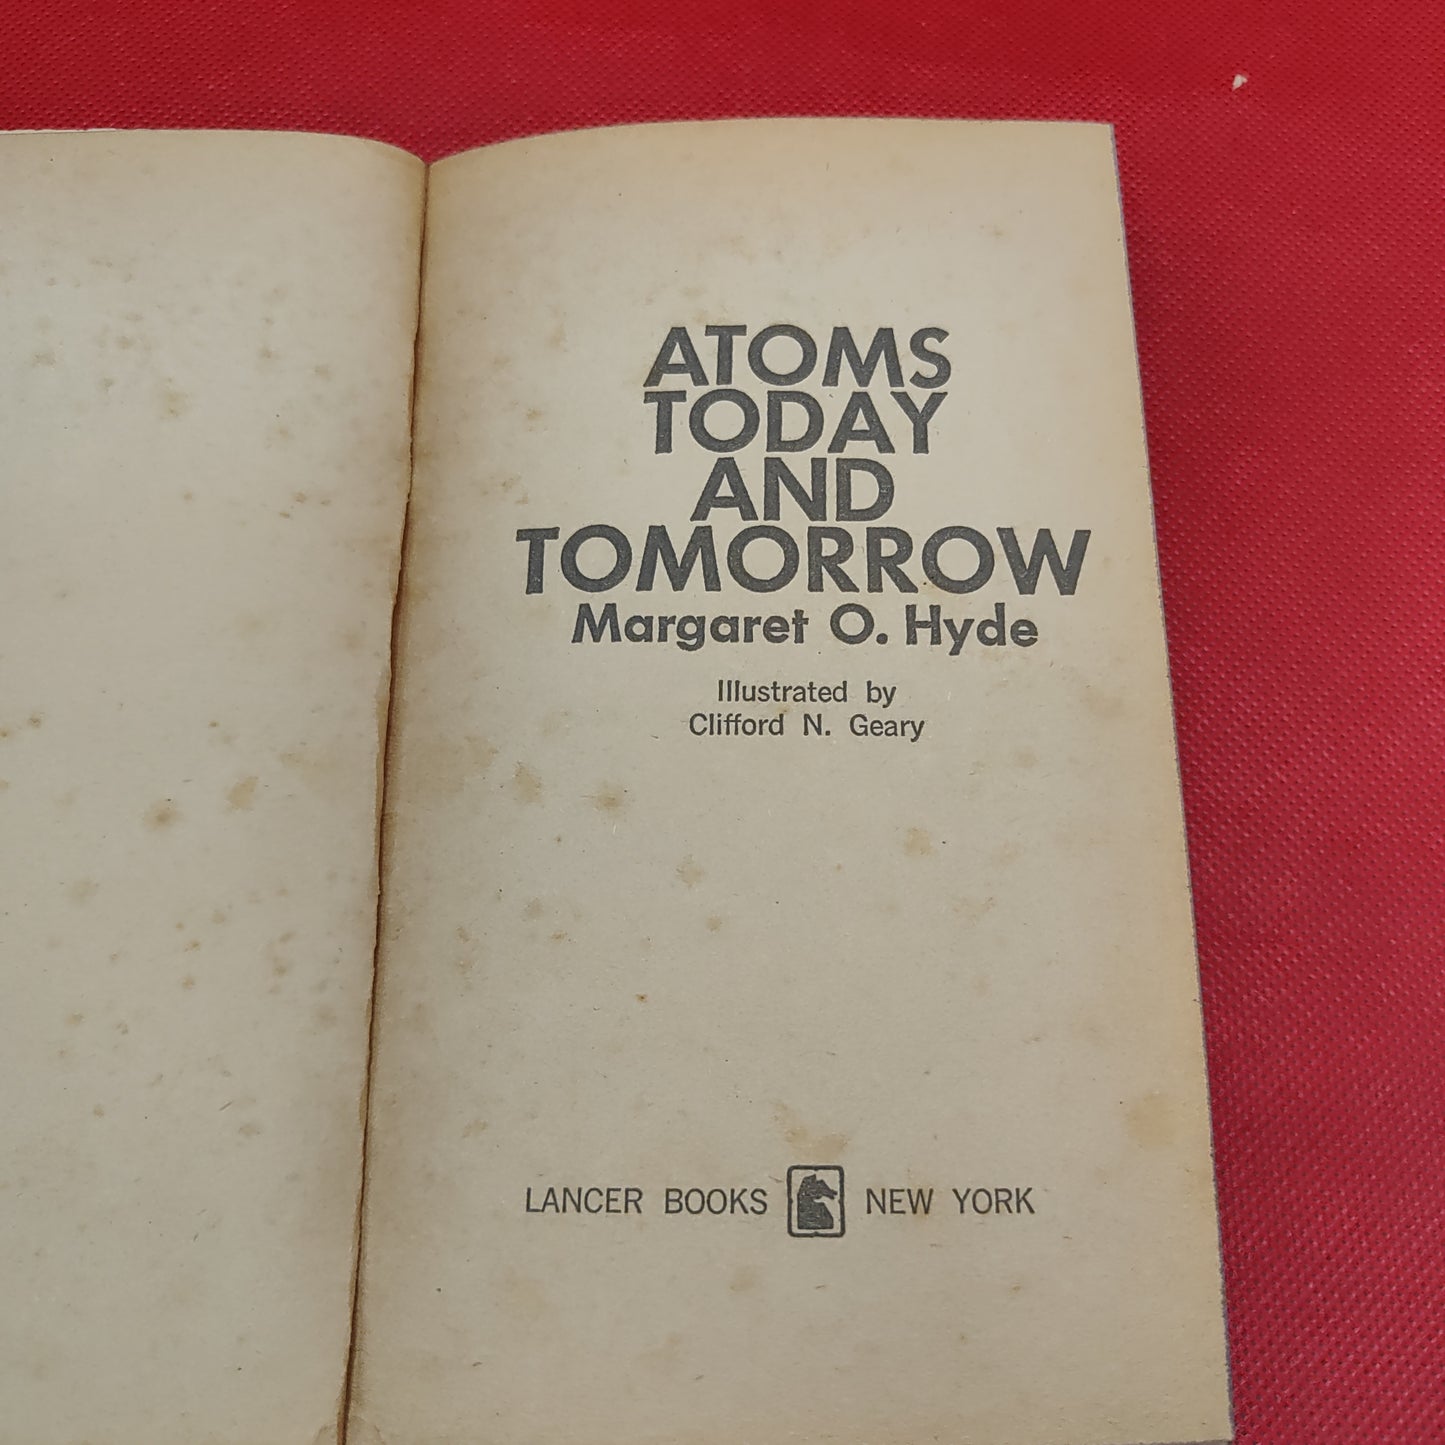 ATOMS
TODAY
AND
TOMORROW
Margaret O. Hyde
Illustrated by
Clifford N. Geary
LANCER BOOKS NEW YORK